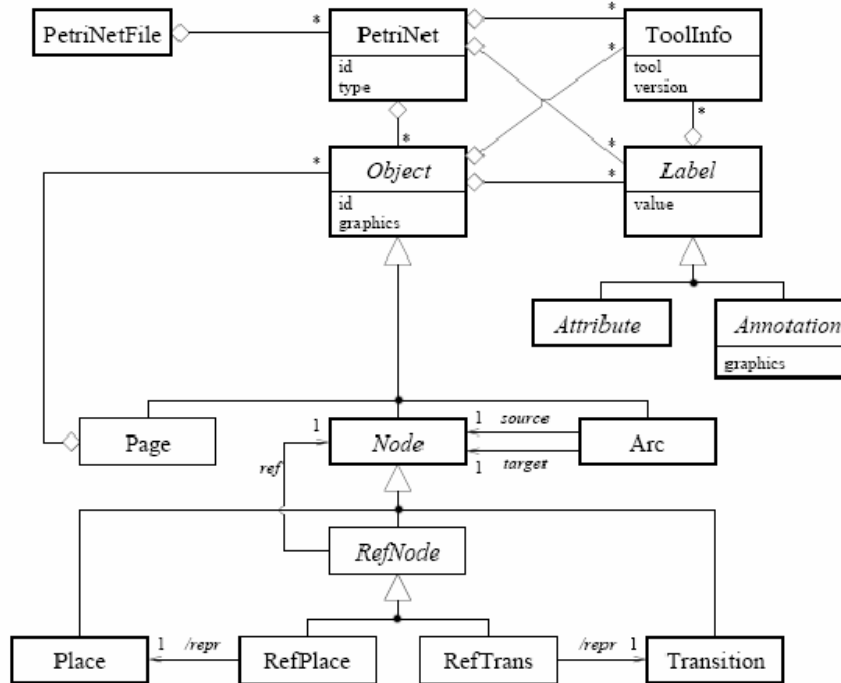 PetriNetFile
*
PetriNet
id
type
*
*
ToolInfo
tool
version
*
*
*
Object
id
graphics
*
*
Label
value
Attribute
Annotation
graphics
Page
1
Node
1
source
1
target
Arc
ref
RefNode
Place
1
/repr
RefPlace
RefTrans
/repr
1
Transition